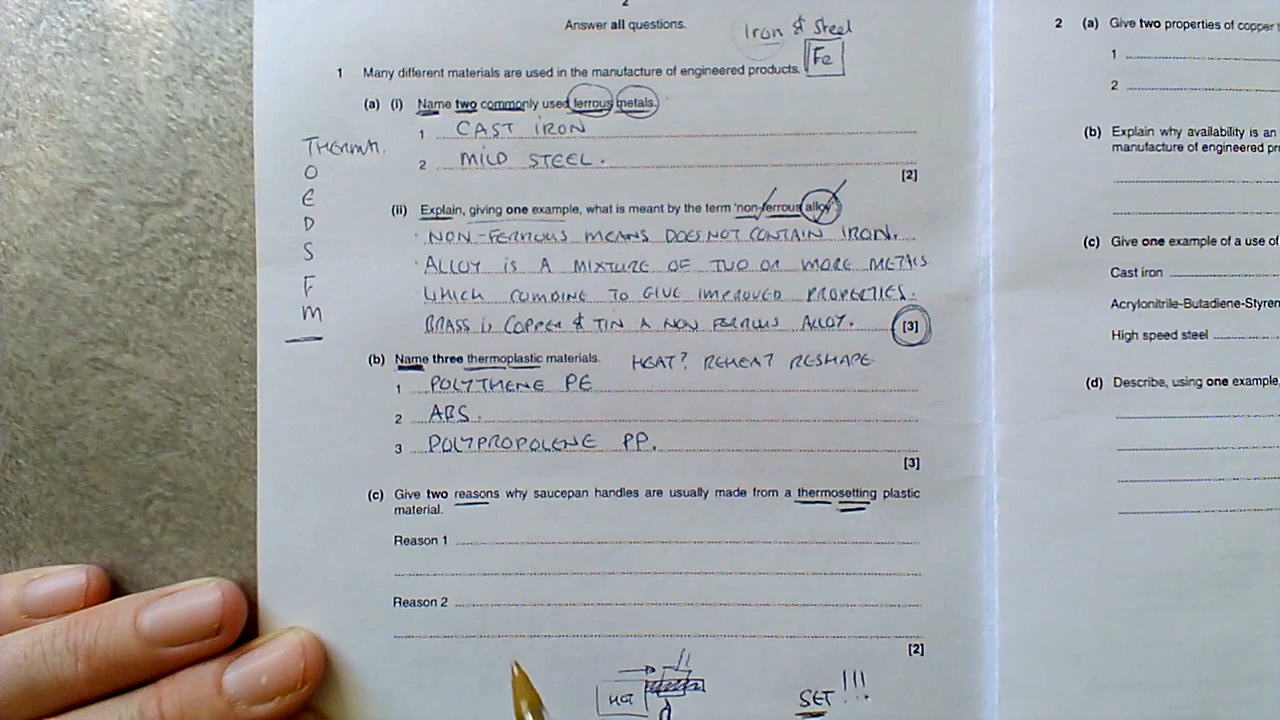 2
Answer all questions.
Iron & Steel
Fe
1 Many different materials are used in the manufacture of engineered products.
(a) (i) Name two commonly used ferrous metals.
1 CAST IRON
2 MILD STEEL.
[2]
THERMM.
O
E
D
S
F
M
(ii) Explain, giving one example, what is meant by the term 'non-ferrous alloy'.
· NON-FERROUS MEANS DOES NOT CONTAIN IRON.
· ALLOY IS A MIXTURE OF TWO OR MORE METALS
WHICH COMBINE TO GIVE IMPROVED PROPERTIES.
BRASS IS COPPER & TIN A NON FERROUS ALLOY.
[3]
(b) Name three thermoplastic materials. HEAT? REHEAT RESHAPE
1 POLYTHENE PE
2 ABS.
3 POLYPROPOLENE PP.
[3]
(c) Give two reasons why saucepan handles are usually made from a thermosetting plastic
material.
Reason 1
Reason 2
[2]
HOT
SET !!!
2 (a) Give two properties of copper
1
2
(b) Explain why availability is an
manufacture of engineered
(c) Give one example of a use of
Cast iron
Acrylonitrile-Butadiene-Styren
High speed steel
(d) Describe, using one example,